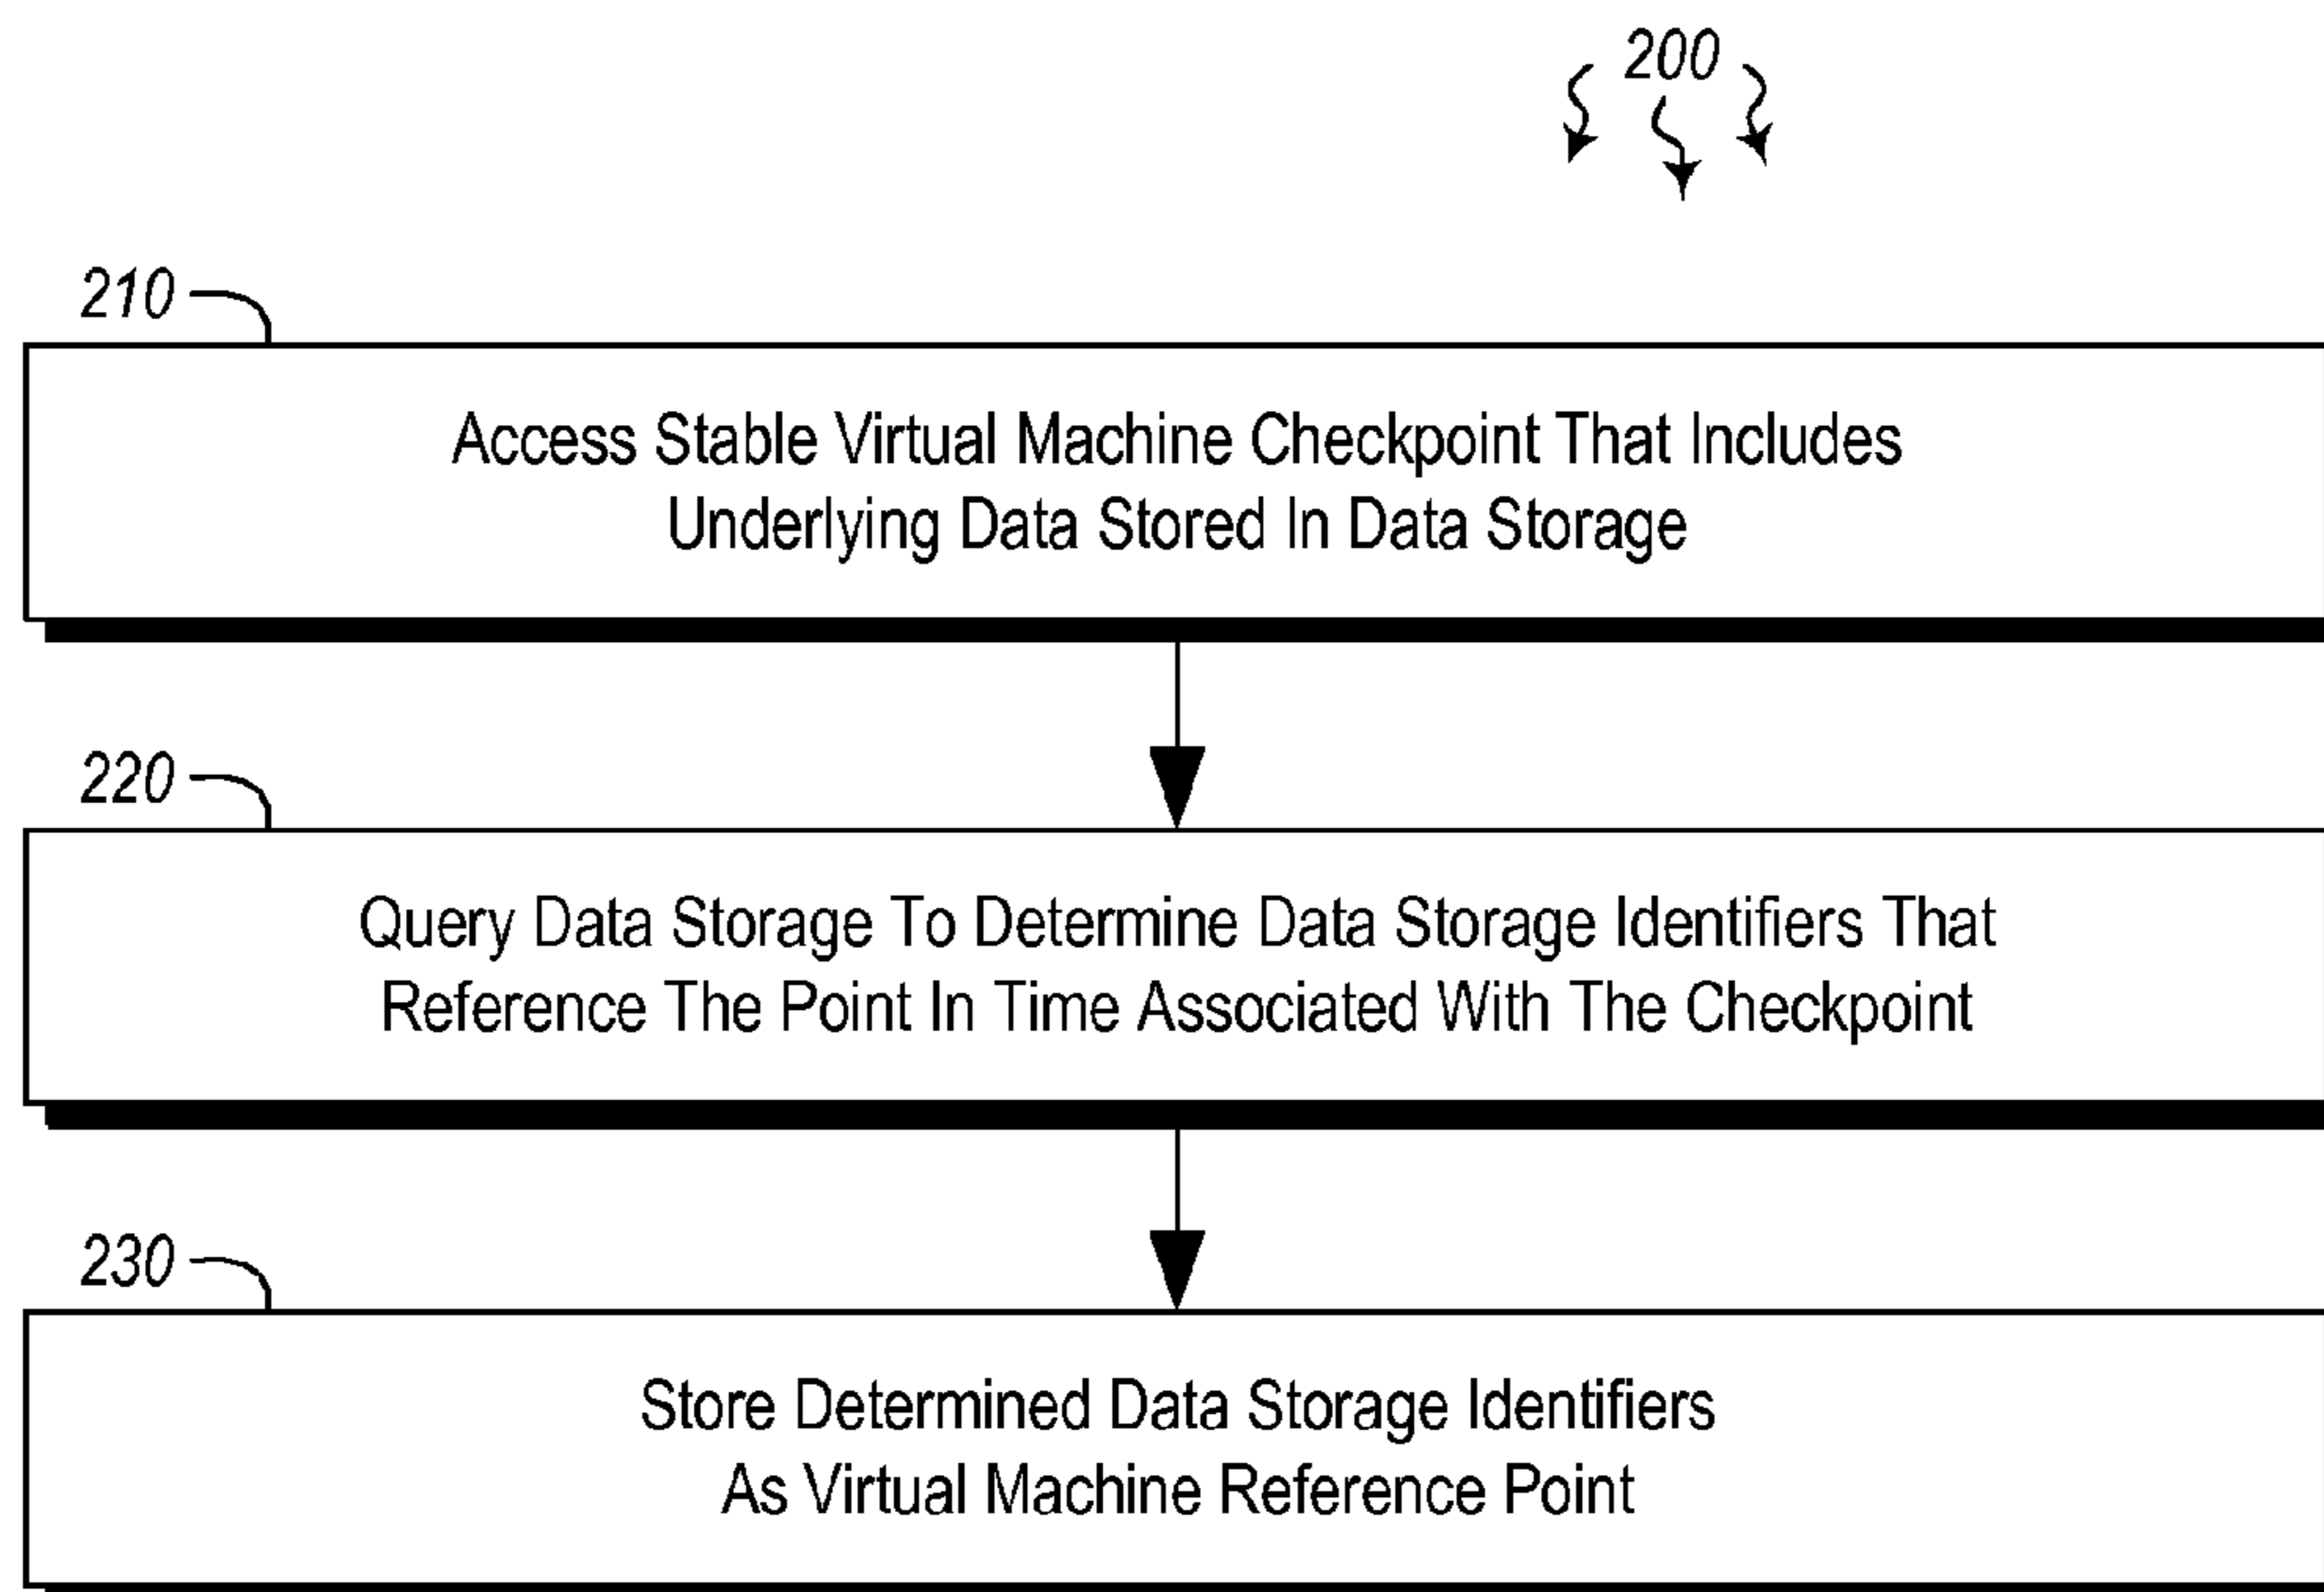 200
210
Access Stable Virtual Machine Checkpoint That Includes
Underlying Data Stored In Data Storage
220
Query Data Storage To Determine Data Storage Identifiers That
Reference The Point In Time Associated With The Checkpoint
230
Store Determined Data Storage Identifiers
As Virtual Machine Reference Point